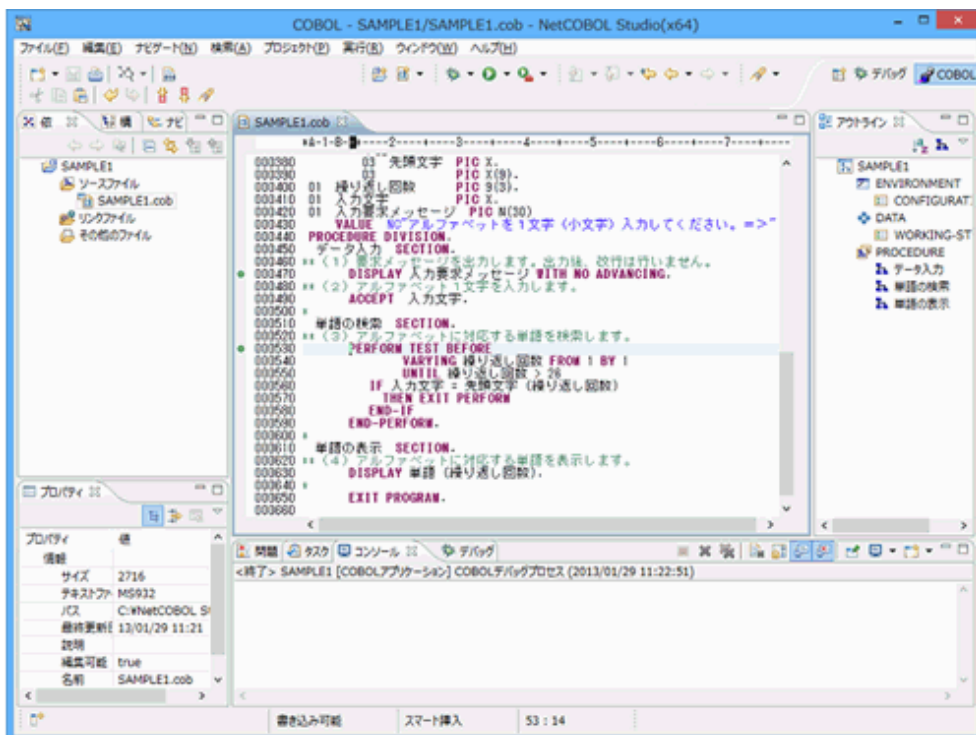 COBOL - SAMPLE1/SAMPLE1.cob - NetCOBOL Studio(x64)
ファイル(F) 編集(E) ナビゲート(N) 検索(A) プロジェクト(P) 実行(R) ウィンドウ(W) ヘルプ(H)
デバッグ COBOL
依 構 ナビ
SAMPLE1
ソースファイル
SAMPLE1.cob
リンクファイル
その他のファイル
SAMPLE1.cob
000380 03 先頭文字 PIC X.
000390 03 PIC X(9).
000400 01 繰り返し回数 PIC 9(3).
000410 01 入力文字 PIC X.
000420 01 入力要求メッセージ PIC N(30)
000430 VALUE NC"アルファベットを1文字(小文字)入力してください。=>"
000440 PROCEDURE DIVISION.
000450 データ入力 SECTION.
000460 ** (1) 要求メッセージを出力します。出力後、改行は行いません。
000470 DISPLAY 入力要求メッセージ WITH NO ADVANCING.
000480 ** (2) アルファベット1文字を入力します。
000490 ACCEPT 入力文字.
000500 *
000510 単語の検索 SECTION.
000520 ** (3) アルファベットに対応する単語を検索します。
000530 PERFORM TEST BEFORE
000540 VARYING 繰り返し回数 FROM 1 BY 1
000550 UNTIL 繰り返し回数 > 26
000560 IF 入力文字 = 先頭文字 (繰り返し回数)
000570 THEN EXIT PERFORM
000580 END-IF
000590 END-PERFORM.
000600 *
000610 単語の表示 SECTION.
000620 ** (4) アルファベットに対応する単語を表示します。
000630 DISPLAY 単語 (繰り返し回数).
000640 *
000650 EXIT PROGRAM.
000660
アウトライン
SAMPLE1
ENVIRONMENT
CONFIGURAT
DATA
WORKING-ST
PROCEDURE
データ入力
単語の検索
単語の表示
プロパティ
プロパティ 値
情報
サイズ 2716
テキストファ MS932
パス C:¥NetCOBOL S
最終更新 13/01/29 11:21
説明
編集可能 true
名前 SAMPLE1.cob
問題 タスク コンソール デバッグ
<終了> SAMPLE1 [COBOLアプリケーション] COBOLデバッグプロセス (2013/01/29 11:22:51)
書き込み可能 スマート挿入 53 : 14